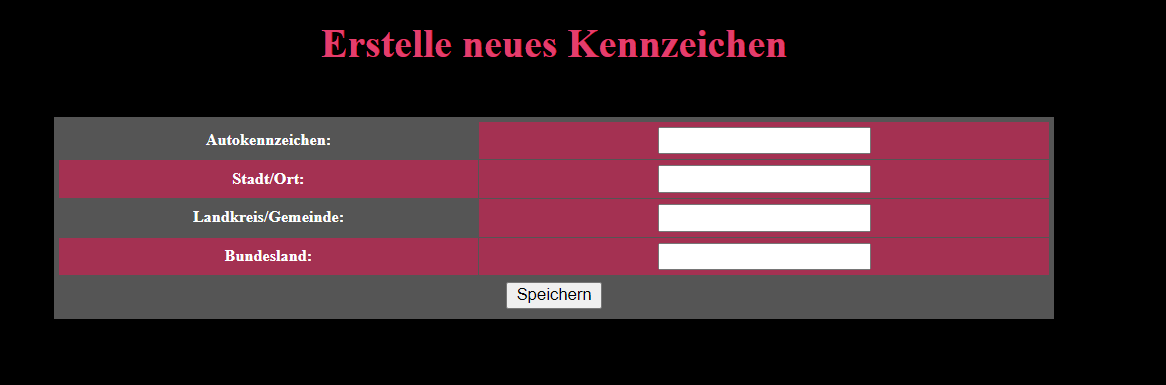 Erstelle neues Kennzeichen
Autokennzeichen:
Stadt/Ort:
Landkreis/Gemeinde:
Bundesland:
Speichern